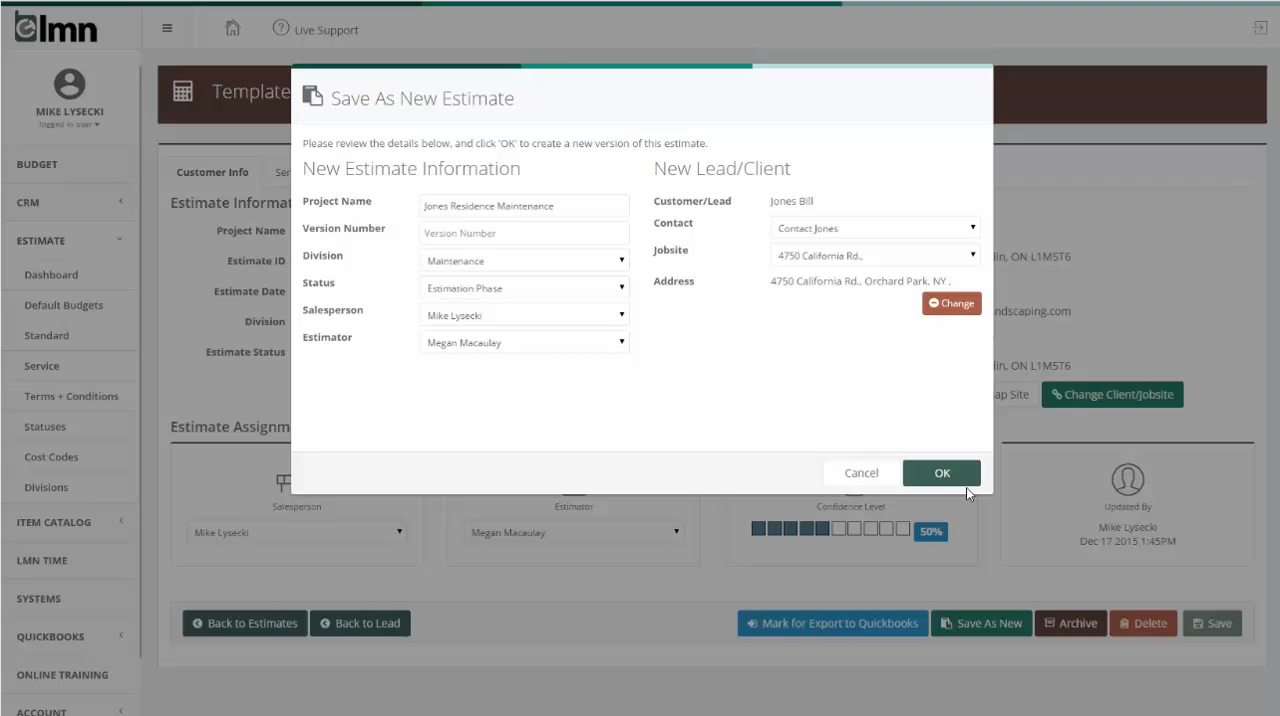 lmn
Live Support
MIKE LYSECKI
logged in user
BUDGET
CRM
ESTIMATE
Dashboard
Default Budgets
Standard
Service
Terms + Conditions
Statuses
Cost Codes
Divisions
ITEM CATALOG
LMN TIME
SYSTEMS
QUICKBOOKS
ONLINE TRAINING
ACCOUNT
Template
Customer Info
Estimate Informat
Project Name
Estimate ID
Estimate Date
Division
Estimate Status
lin, ON L1M5T6
ndscaping.com
lin, ON L1M5T6
ap Site
Change Client/Jobsite
Save As New Estimate
Please review the details below, and click 'OK' to create a new version of this estimate.
New Estimate Information
Project Name Jones Residence Maintenance
Version Number Version Number
Division Maintenance
Status Estimation Phase
Salesperson Mike Lysecki
Estimator Megan Macaulay
New Lead/Client
Customer/Lead Jones Bill
Contact Contact Jones
Jobsite 4750 California Rd.,
Address 4750 California Rd., Orchard Park, NY .
Change
Cancel OK
Estimate Assignm
Salesperson
Mike Lysecki
Estimator
Megan Macaulay
Confidence Level
50%
Updated By
Mike Lysecki
Dec 17 2015 1:45PM
Back to Estimates Back to Lead Mark for Export to Quickbooks Save As New Archive Delete Save